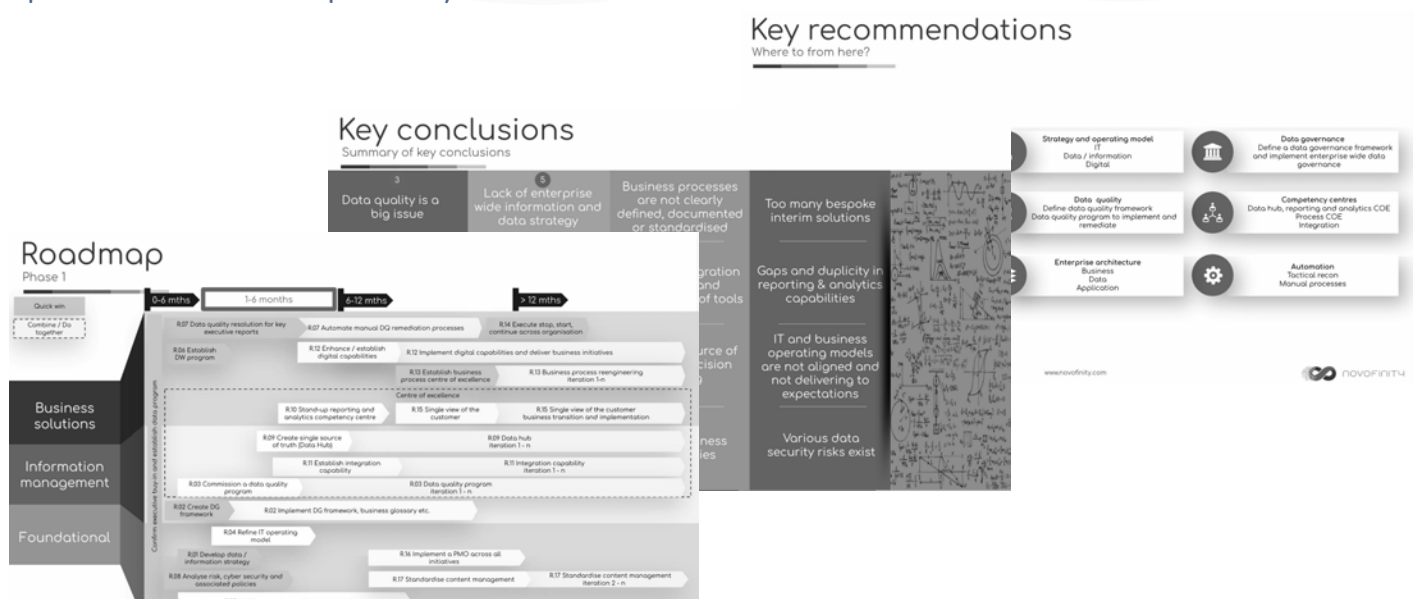 Key recommendations
Where to from here?
Strategy and operating model
IT
Data / information
Digital
Data governance
Define a data governance framework
and implement enterprise wide data
governance
Data quality
Define data quality framework
Data quality program to implement and
remediate
Competency centres
Data hub, reporting and analytics COE
Process COE
Integration
Enterprise architecture
Business
Data
Application
Automation
Tactical recon
Manual processes
www.novofinity.com
NOVOFINITY
Key conclusions
Summary of key conclusions
3
Data quality is a
big issue
5
Lack of enterprise
wide information and
data strategy
Business processes
are not clearly
defined, documented
or standardised
Too many bespoke
interim solutions
gration
and
of tools
Gaps and duplicity in
reporting & analytics
capabilities
IT and business
operating models
are not aligned and
not delivering to
expectations
Various data
security risks exist
Roadmap
Phase 1
Quick win
Combine / Do
together
0-6 mths
1-6 months
6-12 mths
> 12 mths
Business
solutions
Information
management
Foundational
Confirm executive buy-in and establish data program
R.07 Data quality resolution for key
executive reports
R.07 Automate manual DQ remediation processes
R.14 Execute stop, start,
continue across organisation
R.06 Establish
DW program
R.12 Enhance / establish
digital capabilities
R.12 Implement digital capabilities and deliver business initiatives
R.13 Establish business
process centre of excellence
R.13 Business process reengineering
iteration 1-n
Centre of excellence
R.10 Stand-up reporting and
analytics competency centre
R.15 Single view of the
customer
R.15 Single view of the customer
business transition and implementation
R.09 Create single source
of truth (Data Hub)
R.09 Data hub
iteration 1 - n
R.11 Establish integration
capability
R.11 Integration capability
iteration 1 - n
R.03 Commission a data quality
program
R.03 Data quality program
iteration 1 - n
R.02 Create DG
framework
R.02 Implement DG framework, business glossary etc.
R.04 Refine IT operating
model
R.01 Develop data /
information strategy
R.16 Implement a PMO across all
initiatives
R.08 Analyse risk, cyber security and
associated policies
R.17 Standardise content management
R.17 Standardise content management
iteration 2 - n